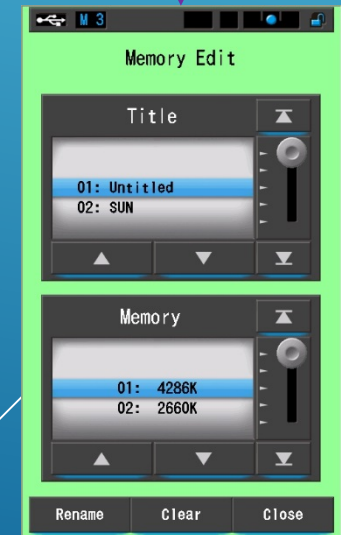 M 3
Memory Edit
Title
01: Untitled
02: SUN
Memory
01: 4286K
02: 2660K
Rename Clear Close